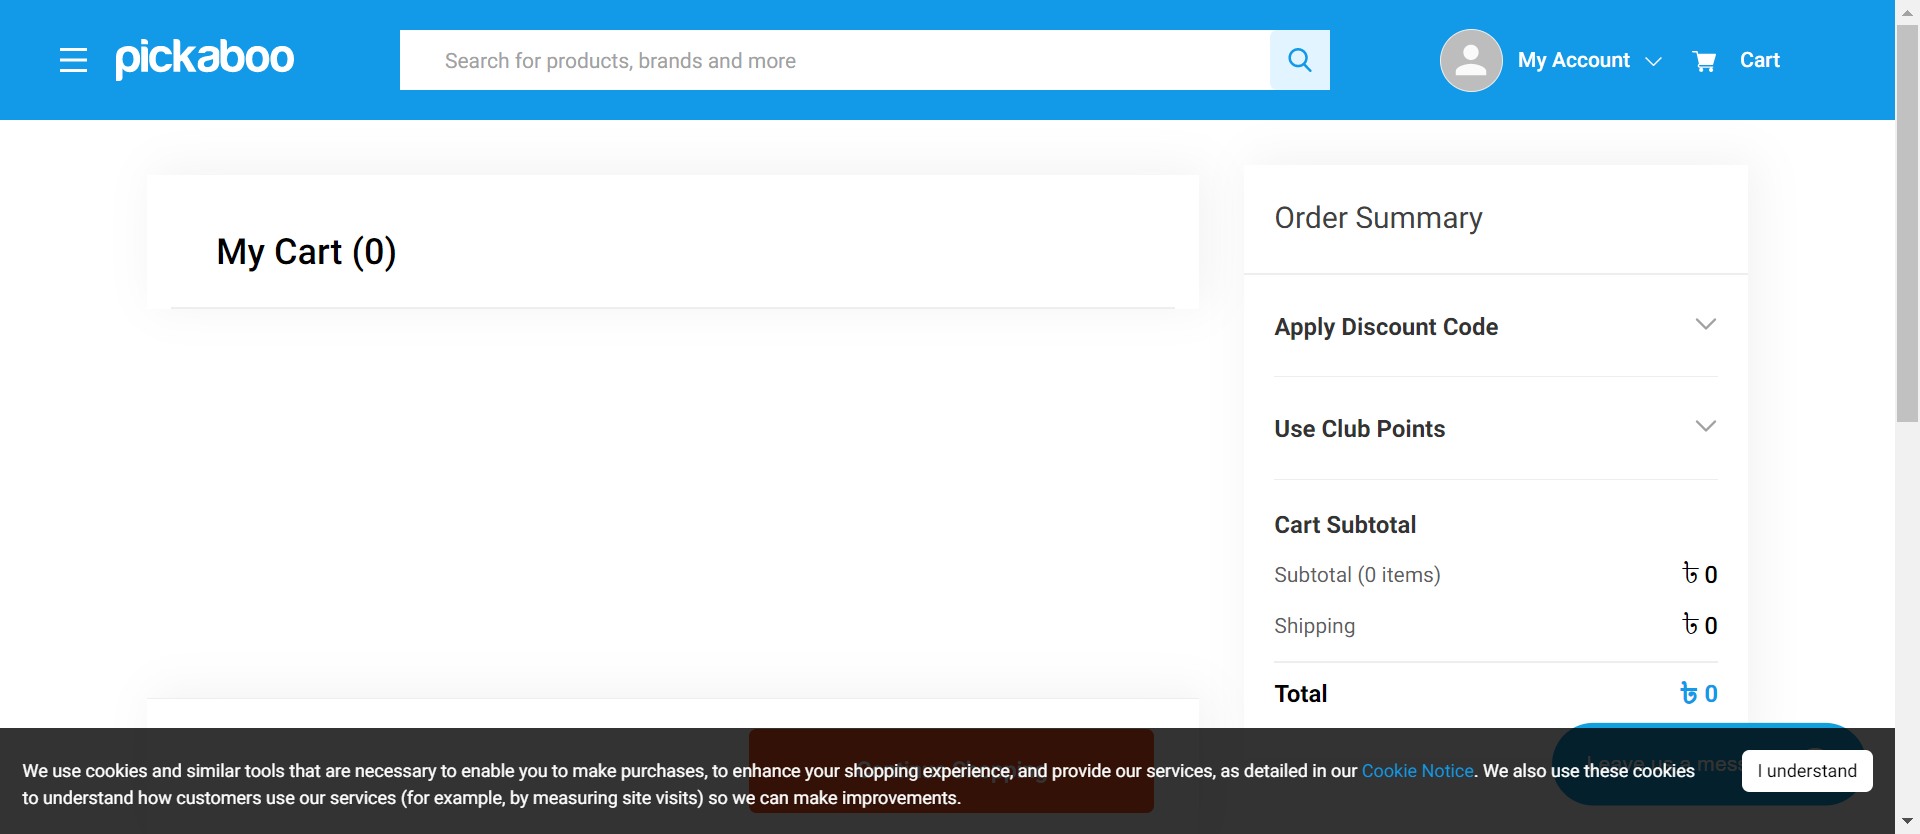 pickaboo
Search for products, brands and more
My Account
Cart
My Cart (0)
Order Summary
Apply Discount Code
Use Club Points
Cart Subtotal
Subtotal (0 items) ৳ 0
Shipping ৳ 0
Total ৳ 0
We use cookies and similar tools that are necessary to enable you to make purchases, to enhance your shopping experience, and provide our services, as detailed in our Cookie Notice. We also use these cookies
to understand how customers use our services (for example, by measuring site visits) so we can make improvements.
I understand
Leave us a mess